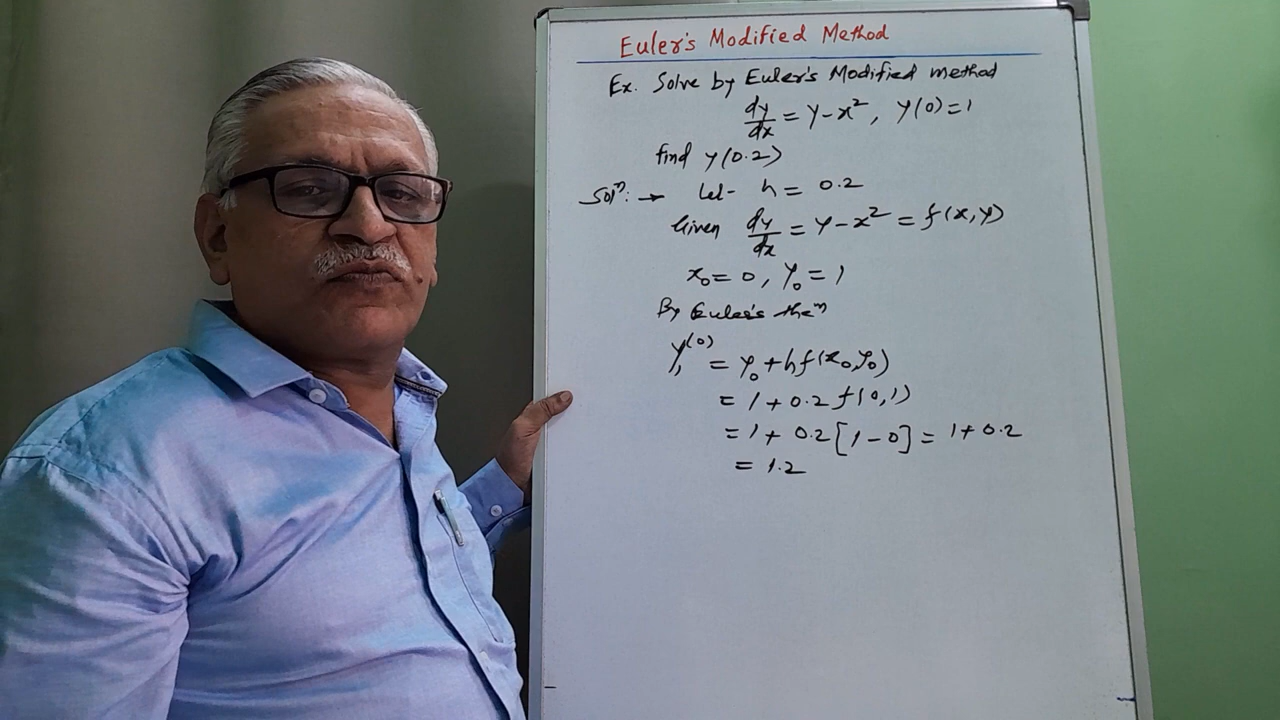 Euler's Modified Method
Ex. Solve by Euler's Modified method
dy/dx = y - x², y(0) = 1
find y(0.2)
Solⁿ: → Let h = 0.2
Given dy/dx = y - x² = f(x, y)
x₀ = 0, y₀ = 1
By Euler's theᵐ
y₁⁽⁰⁾ = y₀ + hf(x₀, y₀)
= 1 + 0.2 f(0, 1)
= 1 + 0.2 [1 - 0] = 1 + 0.2
= 1.2